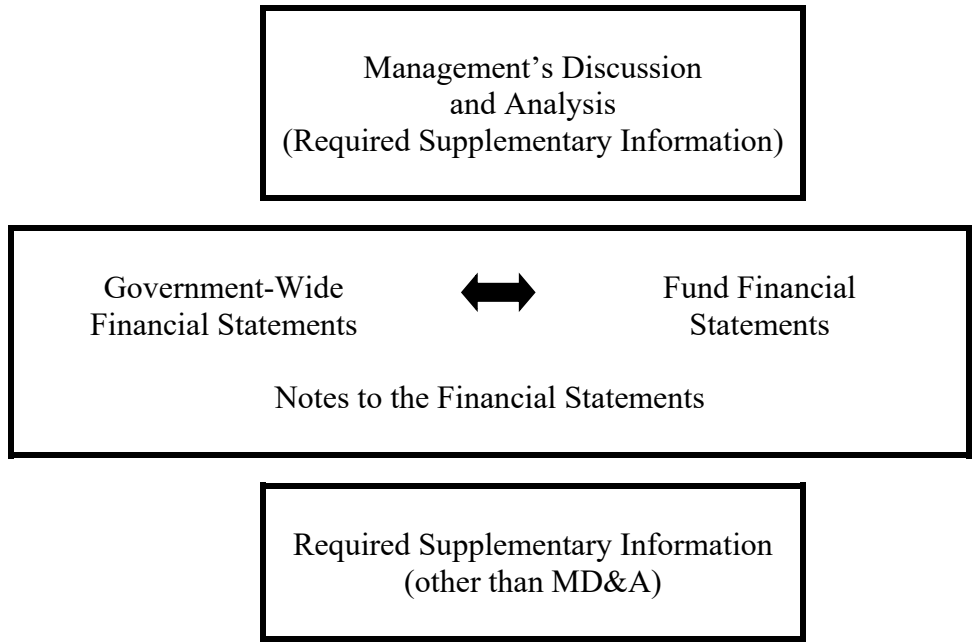 Management’s Discussion
and Analysis
(Required Supplementary Information)
Government-Wide
Financial Statements
Fund Financial
Statements
Notes to the Financial Statements
Required Supplementary Information
(other than MD&A)